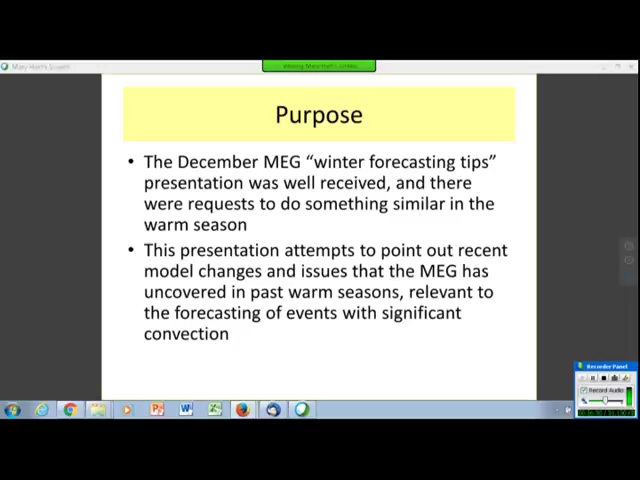 Purpose
• The December MEG “winter forecasting tips”
presentation was well received, and there
were requests to do something similar in the
warm season
• This presentation attempts to point out recent
model changes and issues that the MEG has
uncovered in past warm seasons, relevant to
the forecasting of events with significant
convection
Recorder Panel
Record Audio